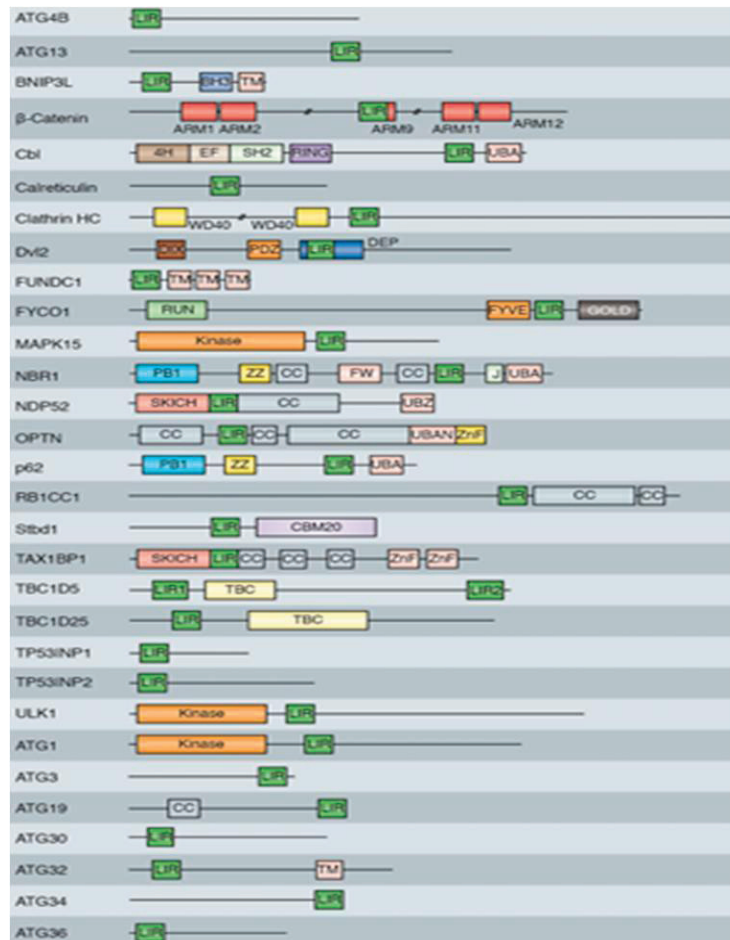 ATG4B LIR
ATG13 LIR
BNIP3L LIR BH3 TM
β-Catenin LIR
ARM1 ARM2 ARM9 ARM11 ARM12
Cbl 4H EF SH2 RING LIR UBA
Calreticulin LIR
Clathrin HC WD40 WD40 LIR
Dvl2 DIX PDZ LIR DEP
FUNDC1 LIR TM TM TM
FYCO1 RUN FYVE LIR GOLD
MAPK15 Kinase LIR
NBR1 PB1 ZZ CC FW CC LIR J UBA
NDP52 SKICH LIR CC UBZ
OPTN CC LIR CC CC UBAN ZnF
p62 PB1 ZZ LIR UBA
RB1CC1 LIR CC CC
Stbd1 LIR CBM20
TAX1BP1 SKICH LIR CC CC CC ZnF ZnF
TBC1D5 LIR1 TBC LIR2
TBC1D25 LIR TBC
TP53INP1 LIR
TP53INP2 LIR
ULK1 Kinase LIR
ATG1 Kinase LIR
ATG3 LIR
ATG19 CC LIR
ATG30 LIR
ATG32 LIR TM
ATG34 LIR
ATG36 LIR